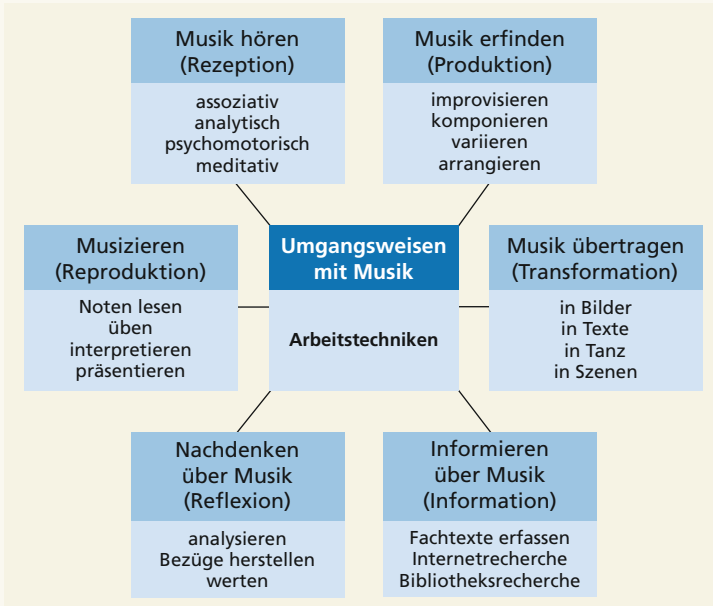 Musik hören
(Rezeption)
assoziativ
analytisch
psychomotorisch
meditativ
Musik erfinden
(Produktion)
improvisieren
komponieren
variieren
arrangieren
Musizieren
(Reproduktion)
Noten lesen
üben
interpretieren
präsentieren
Umgangsweisen
mit Musik
Arbeitstechniken
Musik übertragen
(Transformation)
in Bilder
in Texte
in Tanz
in Szenen
Nachdenken
über Musik
(Reflexion)
analysieren
Bezüge herstellen
werten
Informieren
über Musik
(Information)
Fachtexte erfassen
Internetrecherche
Bibliotheksrecherche